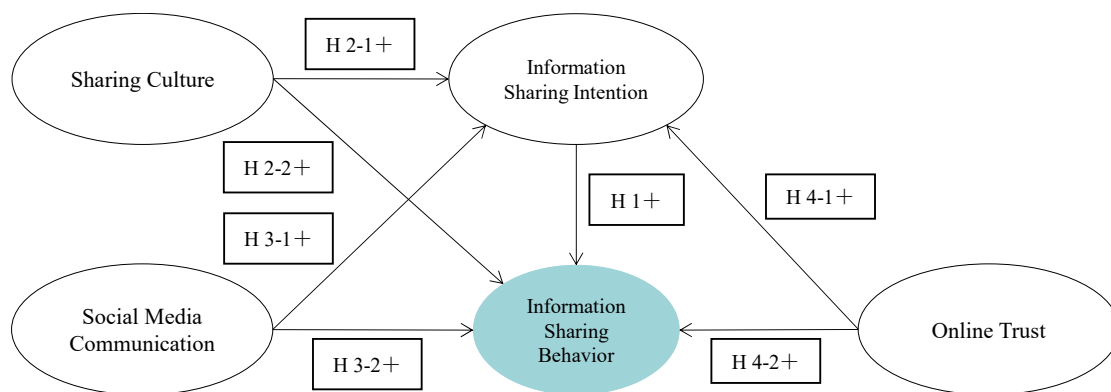 H 2-1+
Sharing Culture
Information
Sharing Intention
H 2-2+
H 1+
H 4-1+
H 3-1+
Social Media
Communication
Information
Sharing
Behavior
Online Trust
H 3-2+
H 4-2+